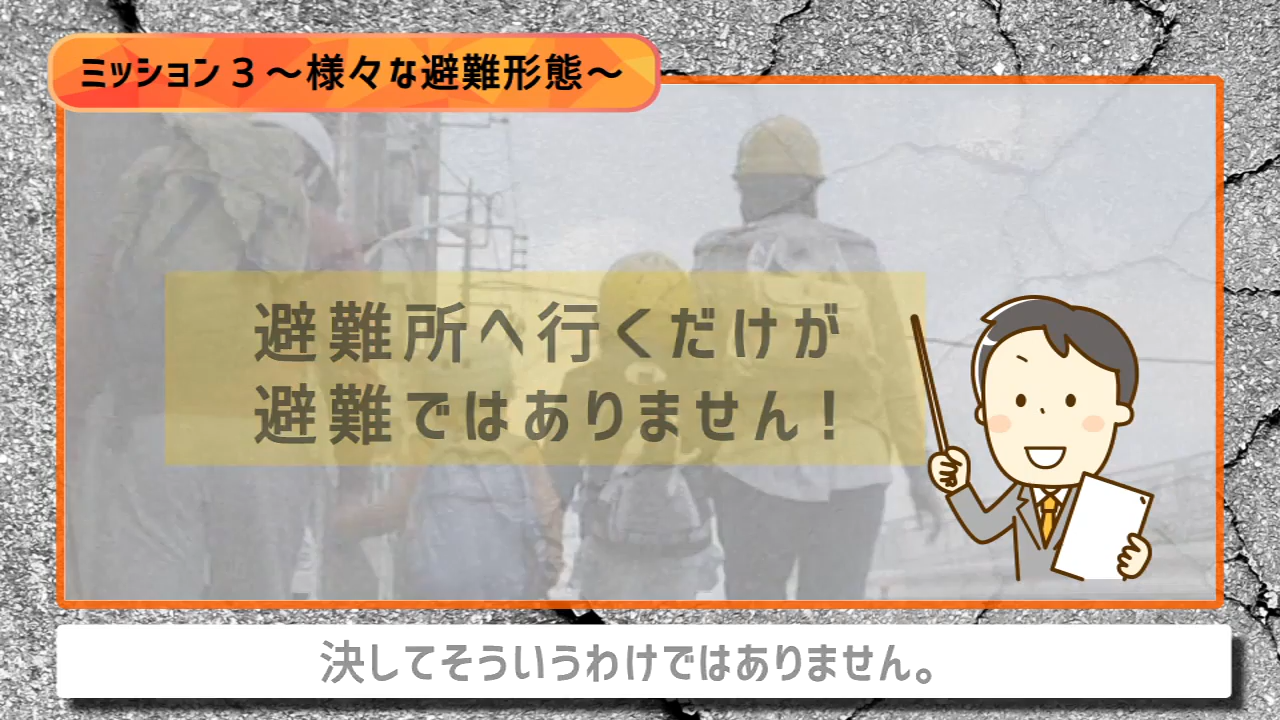 ミッション３～様々な避難形態～
避難所へ行くだけが
避難ではありません！
決してそういうわけではありません。